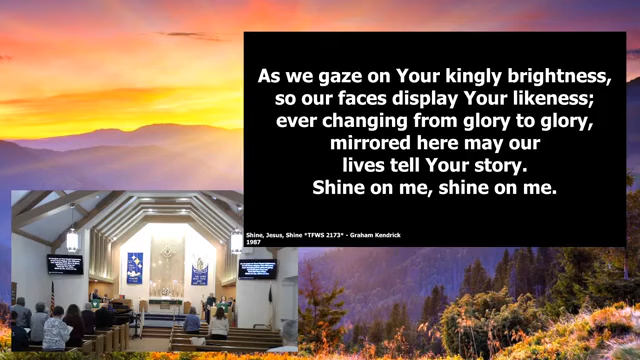 As we gaze on Your kingly brightness,
so our faces display Your likeness;
ever changing from glory to glory,
mirrored here may our
lives tell Your story.
Shine on me, shine on me.
Shine, Jesus, Shine *TFWS 2173* - Graham Kendrick
1987